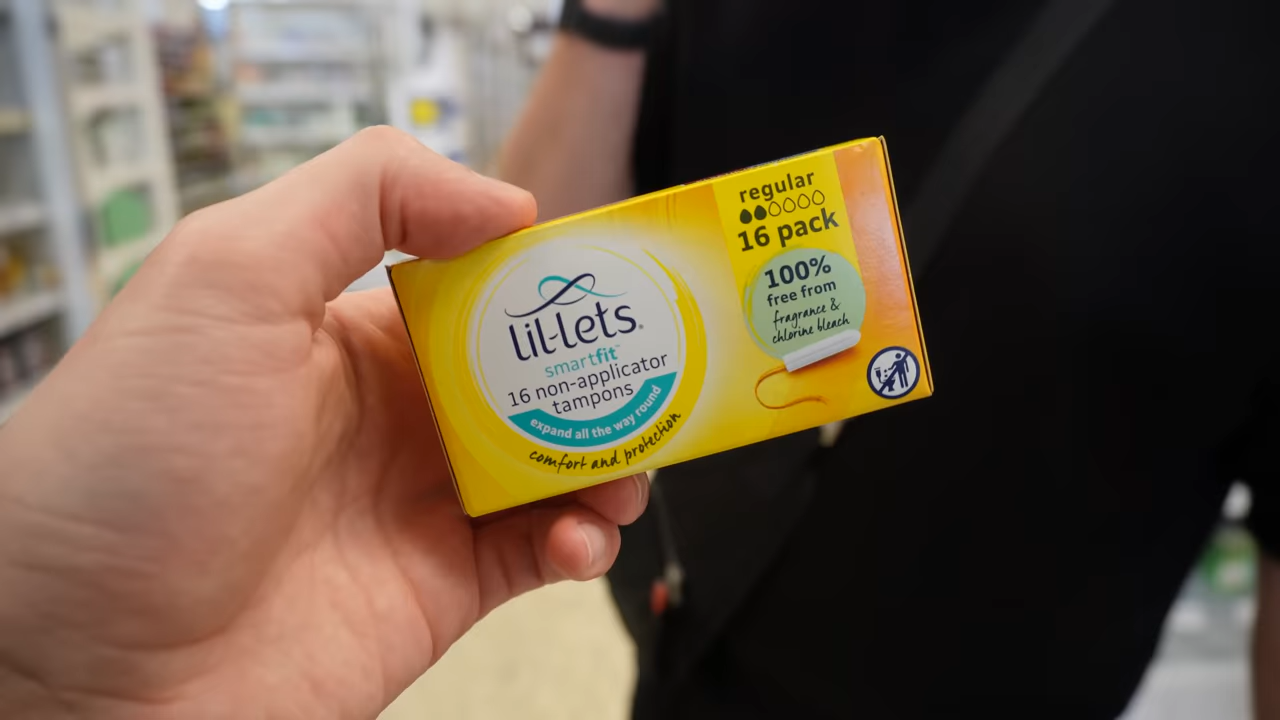 lil-lets
smartfit™
16 non-applicator
tampons
expand all the way round
comfort and protection
regular
16 pack
100%
free from
fragrance &
chlorine bleach